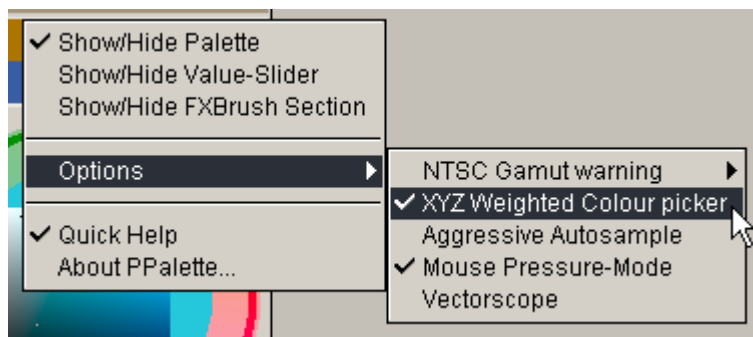 Show/Hide Palette
Show/Hide Value-Slider
Show/Hide FXBrush Section
Options
Quick Help
About PPalette...
NTSC Gamut warning
XYZ Weighted Colour picker
Aggressive Autosample
Mouse Pressure-Mode
Vectorscope